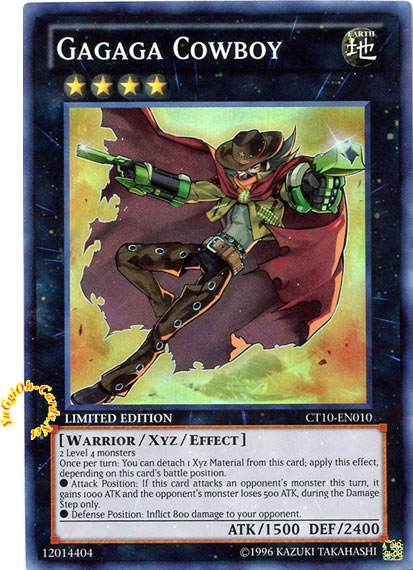 GAGAGA COWBOY
EARTH
地
YuGgiOh-Cards.Net
LIMITED EDITION
CT10-EN010
[WARRIOR / XYZ / EFFECT]
2 Level 4 monsters
Once per turn: You can detach 1 Xyz Material from this card; apply this effect,
depending on this card's battle position.
● Attack Position: If this card attacks an opponent's monster this turn, it
gains 1000 ATK and the opponent's monster loses 500 ATK, during the Damage
Step only.
● Defense Position: Inflict 800 damage to your opponent.
ATK/1500 DEF/2400
12014404
©1996 KAZUKI TAKAHASHI